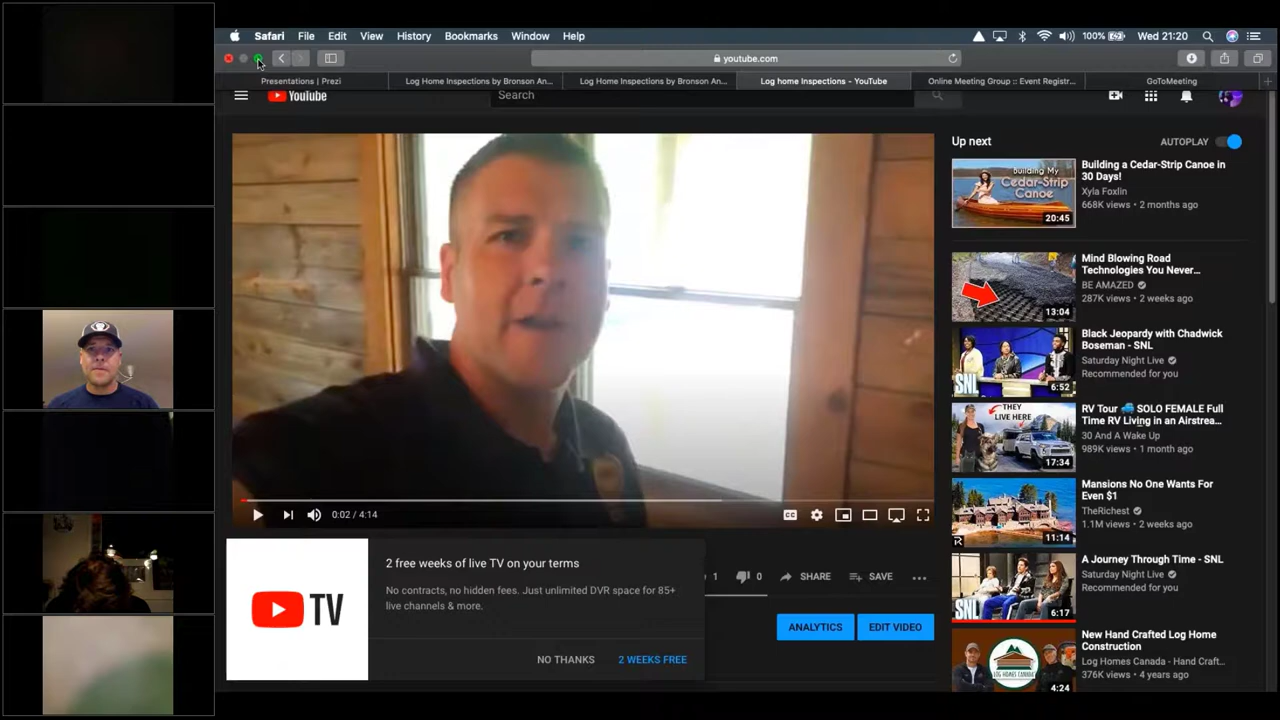 Safari File Edit View History Bookmarks Window Help 100% Wed 21:20
youtube.com
Presentations | Prezi
Log Home Inspections by Bronson An...
Log Home Inspections by Bronson An...
Log home Inspections - YouTube
Online Meeting Group :: Event Registr...
GoToMeeting
YouTube
Search
Up next
AUTOPLAY
Building My
Cedar-Strip
Canoe
20:45
Building a Cedar-Strip Canoe in
30 Days!
Xyla Foxlin
668K views • 2 months ago
13:04
Mind Blowing Road
Technologies You Never...
BE AMAZED
287K views • 2 weeks ago
SNL
6:52
Black Jeopardy with Chadwick
Boseman - SNL
Saturday Night Live
Recommended for you
THEY
LIVE HERE
17:34
RV Tour SOLO FEMALE Full
Time RV Living in an Airstrea...
30 And A Wake Up
989K views • 1 month ago
11:14
Mansions No One Wants For
Even $1
TheRichest
1.1M views • 2 weeks ago
SNL
6:17
A Journey Through Time - SNL
Saturday Night Live
Recommended for you
LOG HOMES CANADA
4:24
New Hand Crafted Log Home
Construction
Log Homes Canada - Hand Craft...
376K views • 4 years ago
0:02 / 4:14
CC
TV
2 free weeks of live TV on your terms
No contracts, no hidden fees. Just unlimited DVR space for 85+
live channels & more.
NO THANKS
2 WEEKS FREE
1 0 SHARE SAVE
ANALYTICS
EDIT VIDEO